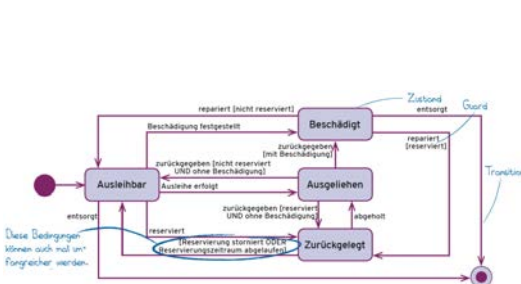 Zustand
repariert [nicht reserviert]
entsorgt
Guard
Beschädigt
Beschädigung festgestellt
repariert
[reserviert]
zurückgegeben
[mit Beschädigung]
zurückgegeben [nicht reserviert
UND ohne Beschädigung]
Transition
Ausleihbar
Ausgeliehen
Ausleihe erfolgt
zurückgegeben [reserviert
UND ohne Beschädigung]
abgeholt
entsorgt
reserviert
Diese Bedingungen
können auch mal um-
fangreicher werden.
[Reservierung storniert ODER
Reservierungszeitraum abgelaufen]
Zurückgelegt